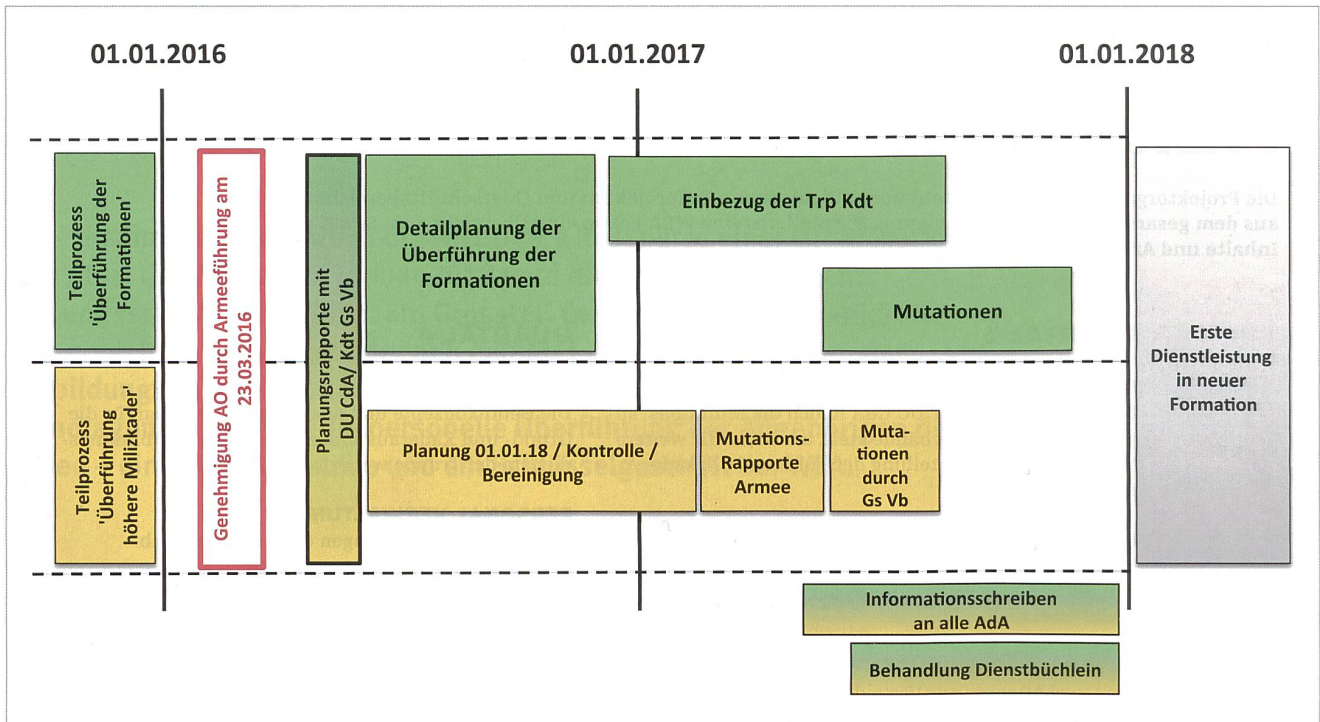 01.01.2016
01.01.2017
01.01.2018
Teilprozess
'Überführung der
Formationen'
Teilprozess
'Überführung
höhere Milizkader'
Genehmigung AO durch Armeeführung am
23.03.2016
Planungsrapporte mit
DU CdA/ Kdt Gs Vb
Detailplanung der
Überführung der
Formationen
Einbezug der Trp Kdt
Mutationen
Planung 01.01.18 / Kontrolle /
Bereinigung
Mutations-
Rapporte
Armee
Muta-
tionen
durch
Gs Vb
Erste
Dienstleistung
in neuer
Formation
Informationsschreiben
an alle AdA
Behandlung Dienstbüchlein